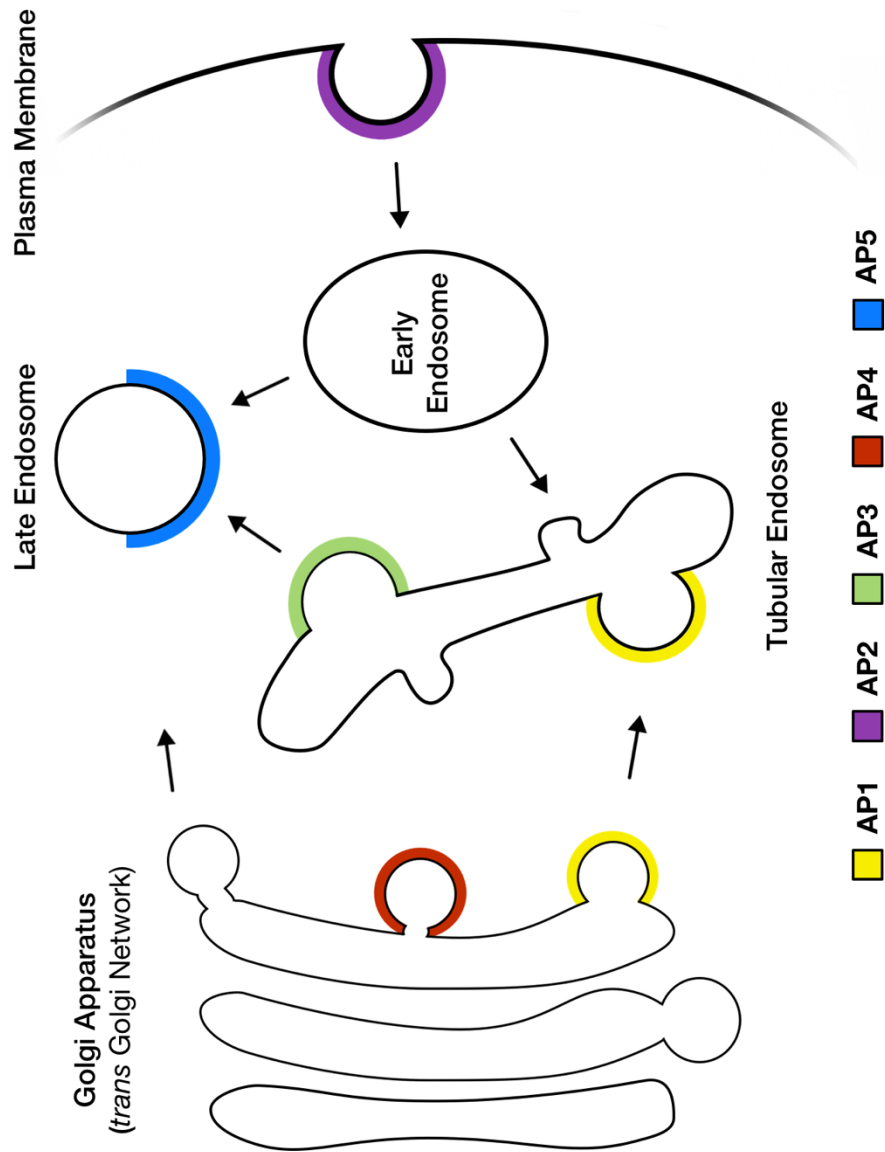 Golgi Apparatus
(trans Golgi Network)
Late Endosome
Plasma Membrane
Early
Endosome
Tubular Endosome
AP1
AP2
AP3
AP4
AP5